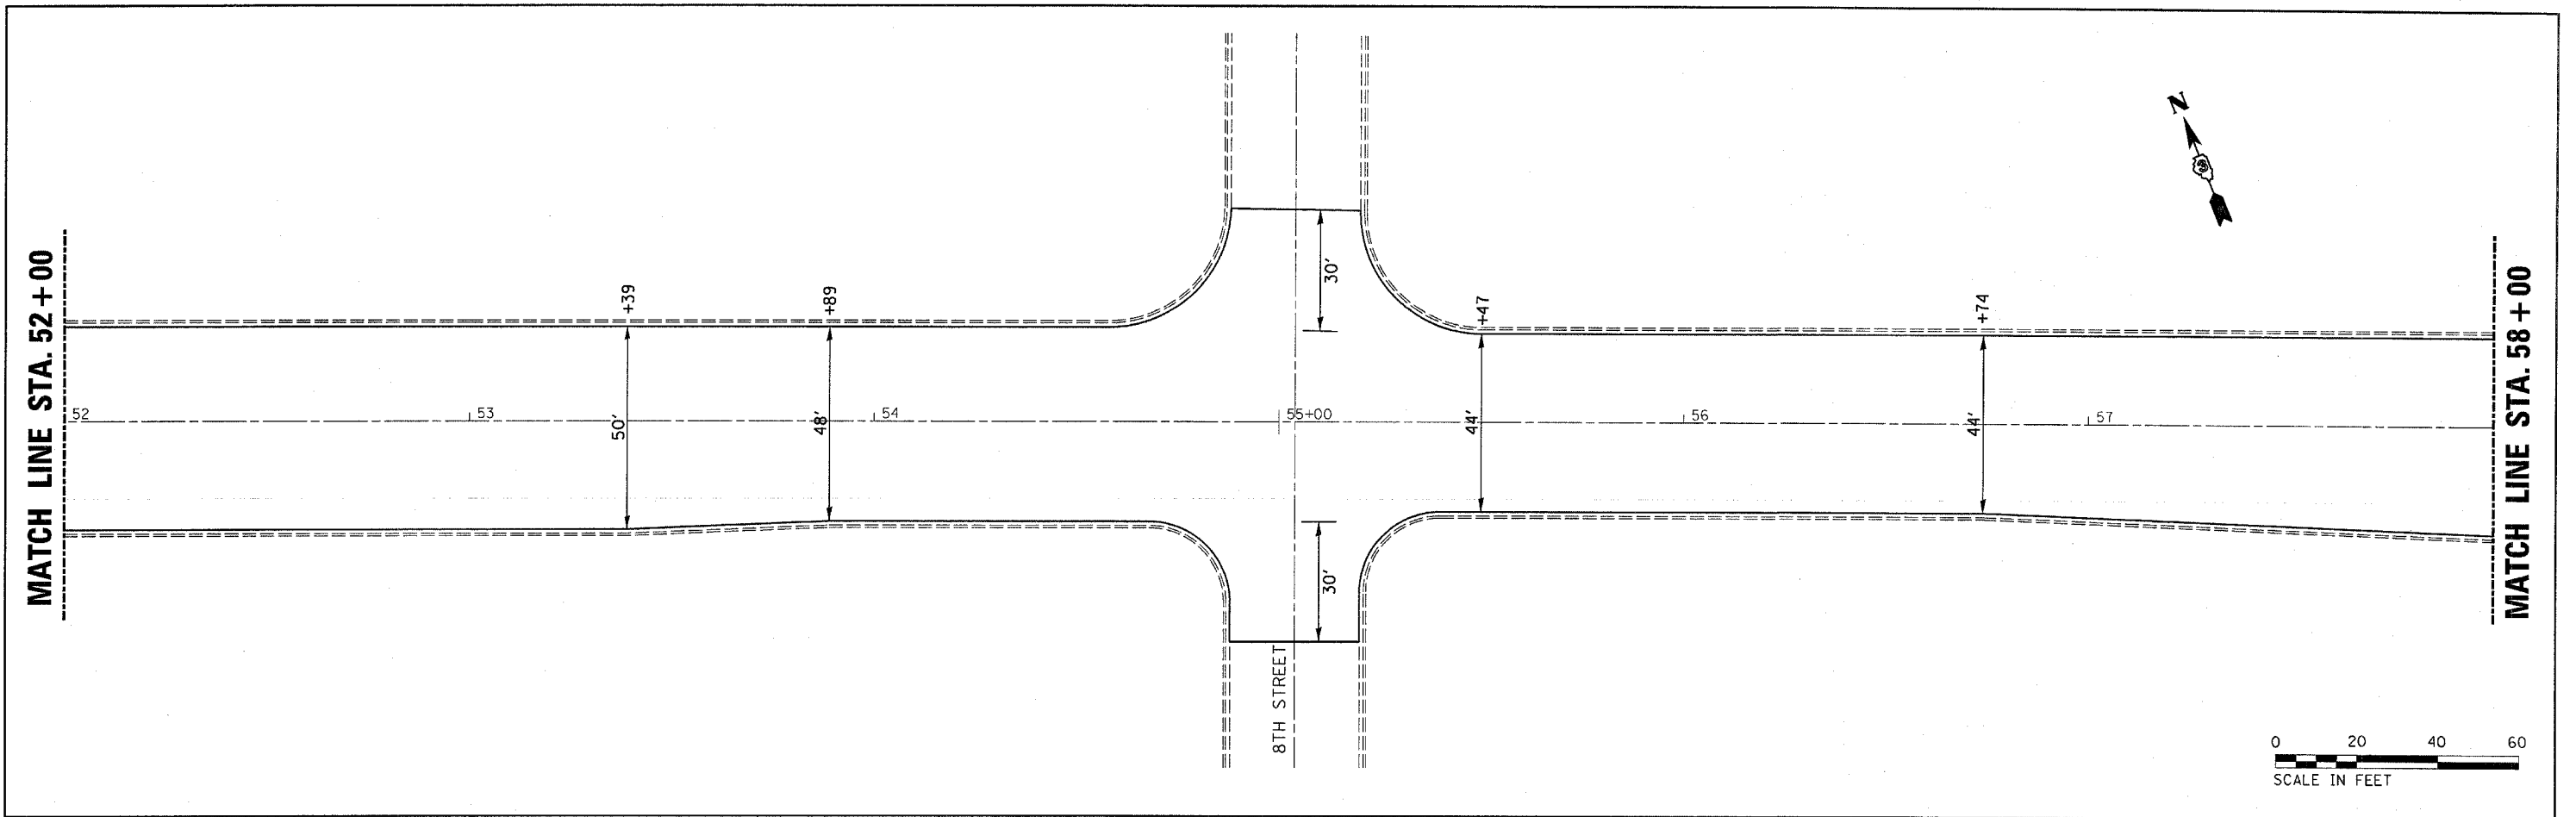 MATCH LINE STA. 52+00
N
+39
+89
+47
+74
30'
52
53
54
55+00
56
57
50'
48'
44'
44'
30'
8TH STREET
MATCH LINE STA. 58+00
0 20 40 60
SCALE IN FEET